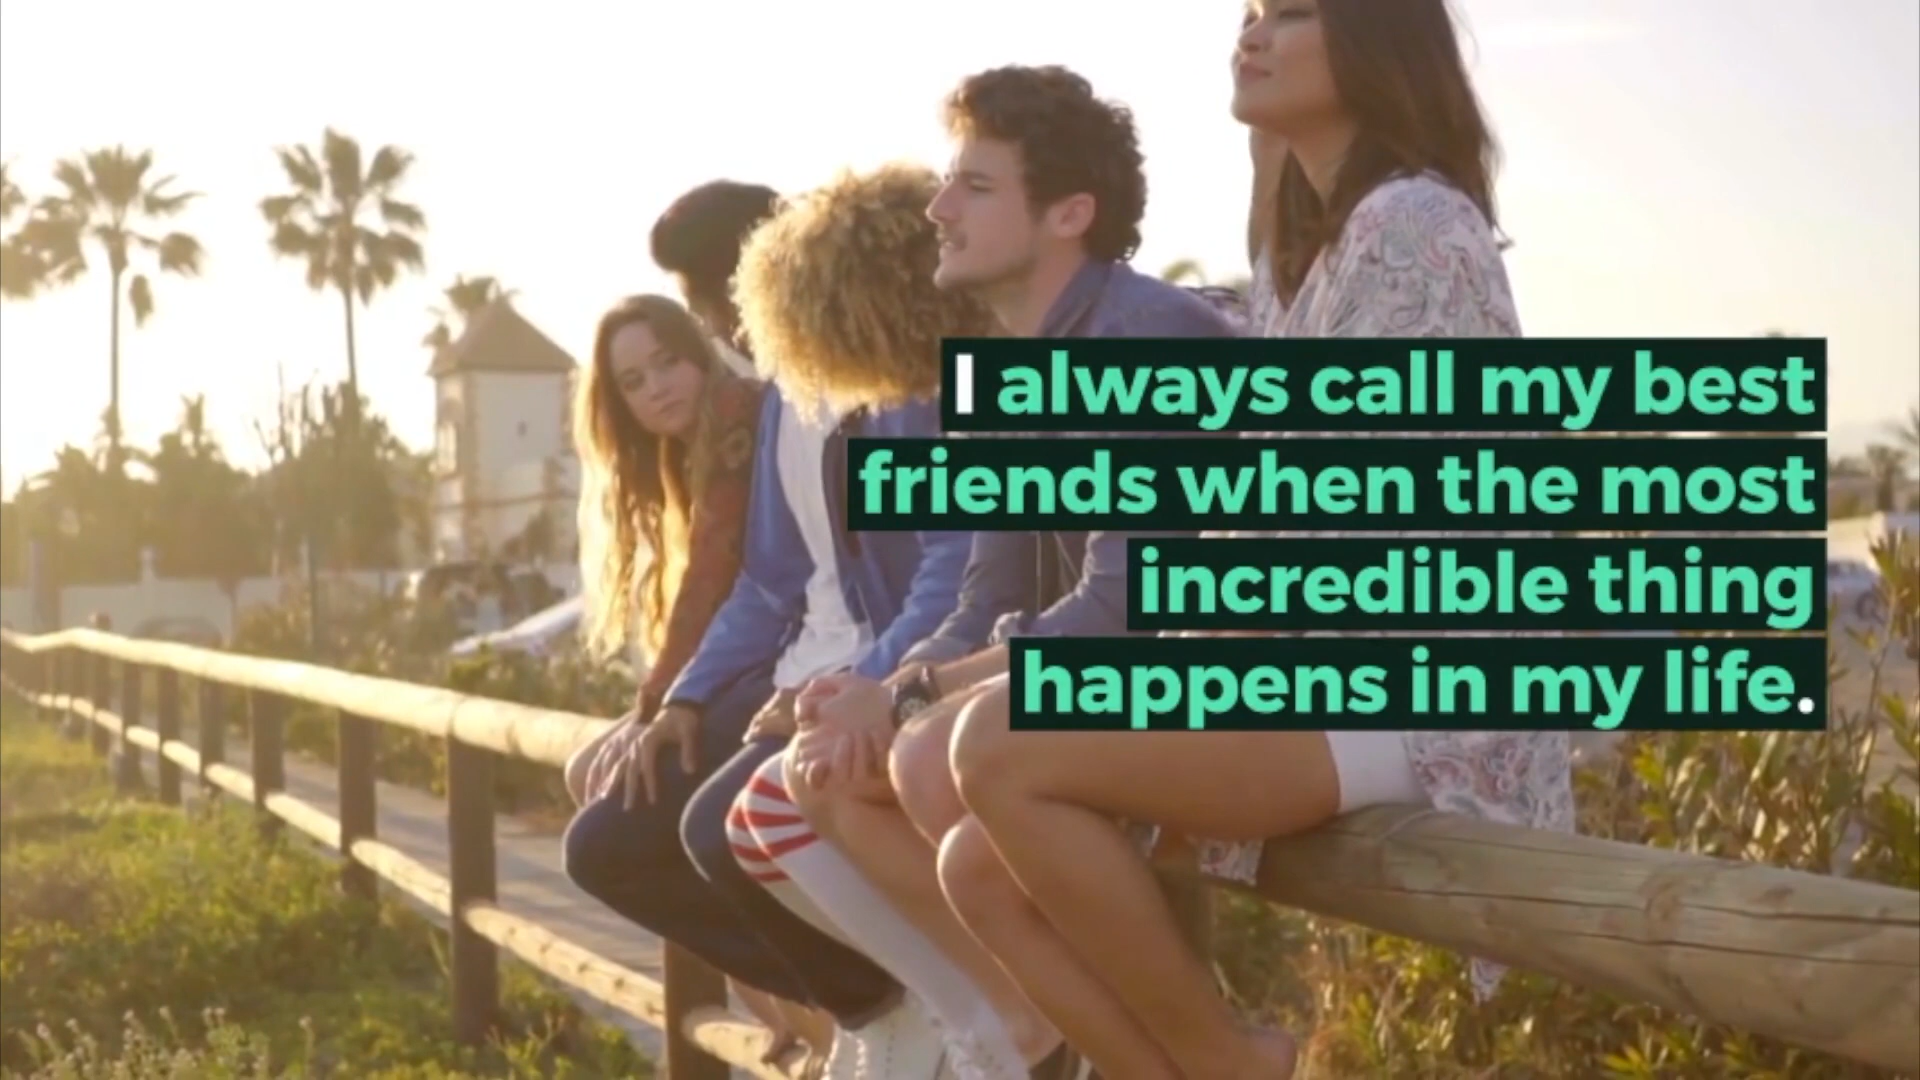 I always call my best
friends when the most
incredible thing
happens in my life.